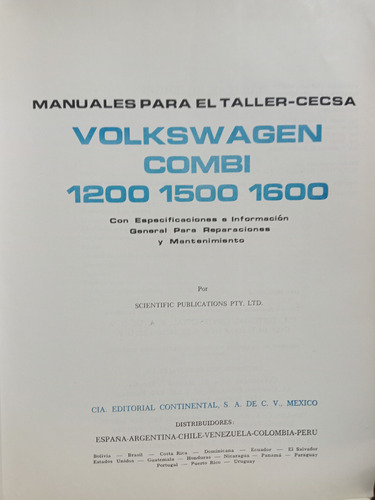 MANUALES PARA EL TALLER-CECSA
VOLKSWAGEN
COMBI
1200 1500 1600
Con Especificaciones e Información
General Para Reparaciones
y Mantenimiento
Por
SCIENTIFIC PUBLICATIONS PTY. LTD.
CIA. EDITORIAL CONTINENTAL, S. A. DE C. V., MEXICO
DISTRIBUIDORES:
ESPAÑA-ARGENTINA-CHILE-VENEZUELA-COLOMBIA-PERU
Bolivia — Brasil — Costa Rica — Dominicana — Ecuador — El Salvador
Estados Unidos — Guatemala — Honduras — Nicaragua — Panamá — Paraguay
Portugal — Puerto Rico — Uruguay